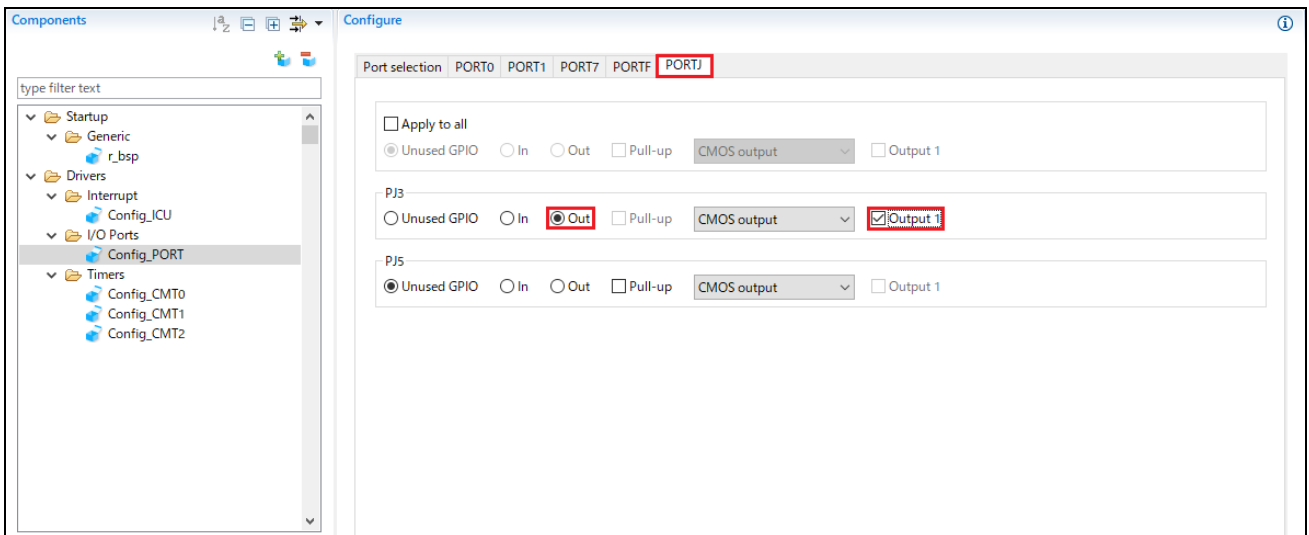 Components
type filter text
Startup
Generic
r_bsp
Drivers
Interrupt
Config_ICU
I/O Ports
Config_PORT
Timers
Config_CMT0
Config_CMT1
Config_CMT2
Configure
Port selection PORT0 PORT1 PORT7 PORTF PORTJ
Apply to all
Unused GPIO In Out Pull-up CMOS output Output 1
PJ3
Unused GPIO In Out Pull-up CMOS output Output 1
PJ5
Unused GPIO In Out Pull-up CMOS output Output 1